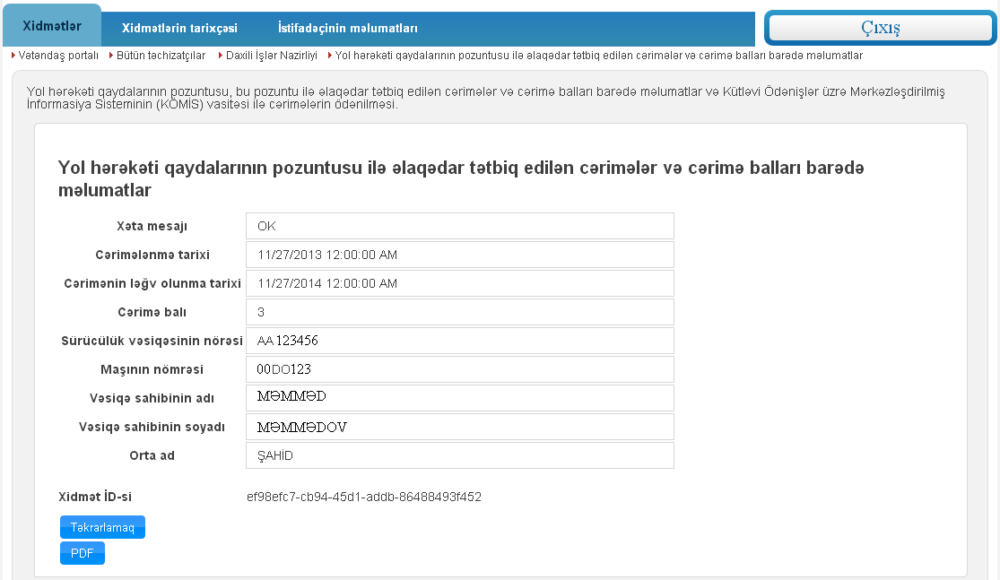 Xidmətlər
Xidmətlərin tarixçəsi
İstifadəçinin məlumatları
Çıxış
Vətəndaş portalı Bütün təchizatçılar Daxili İşlər Nazirliyi Yol hərəkəti qaydalarının pozuntusu ilə əlaqədar tətbiq edilən cərimələr və cərimə balları barədə məlumatlar
Yol hərəkəti qaydalarının pozuntusu, bu pozuntu ilə əlaqədar tətbiq edilən cərimələr və cərimə balları barədə məlumatlar və Kütləvi Ödənişlər üzrə Mərkəzləşdirilmiş
İnformasiya Sisteminin (KÖMİS) vasitəsi ilə cərimələrin ödənilməsi.
Yol hərəkəti qaydalarının pozuntusu ilə əlaqədar tətbiq edilən cərimələr və cərimə balları barədə
məlumatlar
Xəta mesajı OK
Cərimələnmə tarixi 11/27/2013 12:00:00 AM
Cərimənin ləğv olunma tarixi 11/27/2014 12:00:00 AM
Cərimə balı 3
Sürücülük vəsiqəsinin nörəsi AA 123456
Maşının nömrəsi 00DO123
Vəsiqə sahibinin adı MƏMMƏD
Vəsiqə sahibinin soyadı MƏMMƏDOV
Orta ad ŞAHİD
Xidmət İD-si ef98efc7-cb94-45d1-addb-86488493f452
Təkrarlamaq
PDF